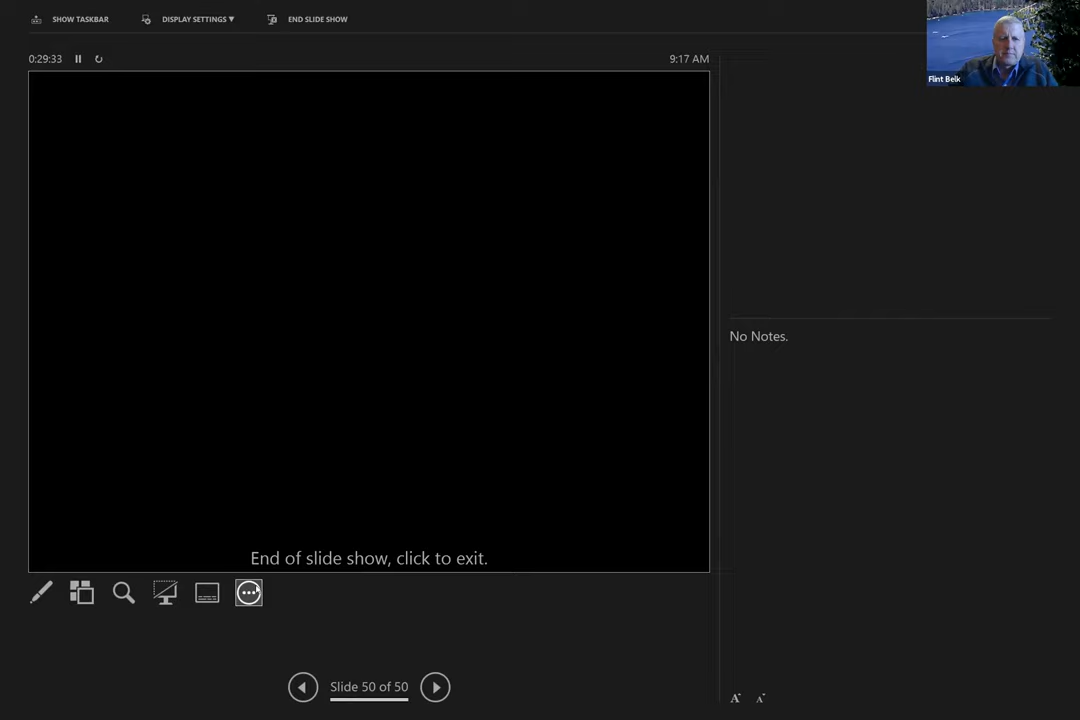 SHOW TASKBAR
DISPLAY SETTINGS ▼
END SLIDE SHOW
Flint Belk
0:29:33
9:17 AM
No Notes.
End of slide show, click to exit.
Slide 50 of 50
A
A